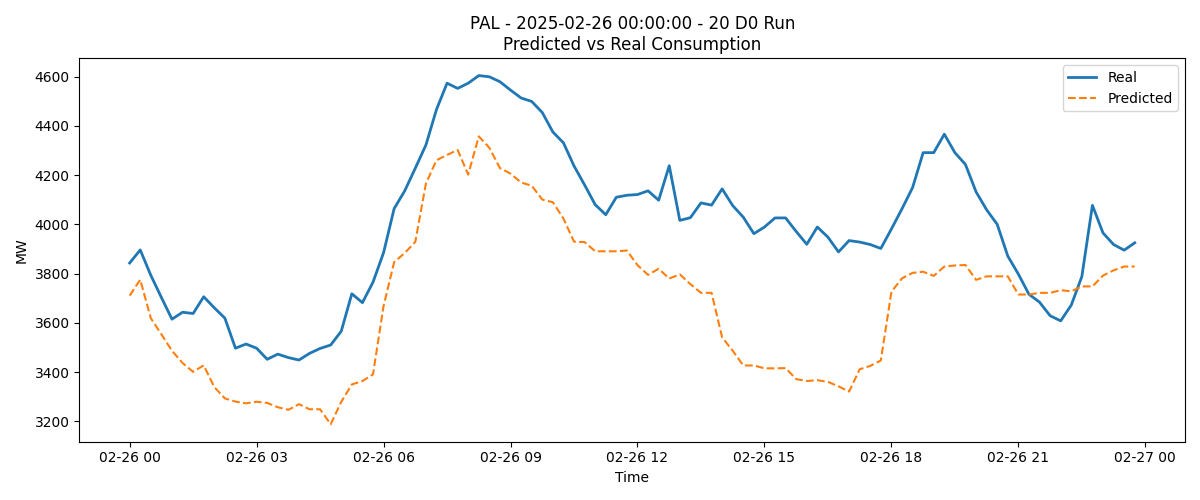 PAL - 2025-02-26 00:00:00 - 20 D0 Run
Predicted vs Real Consumption
Real
Predicted
4600
4400
4200
4000
3800
3600
3400
3200
MW
02-26 00
02-26 03
02-26 06
02-26 09
02-26 12
02-26 15
02-26 18
02-26 21
02-27 00
Time